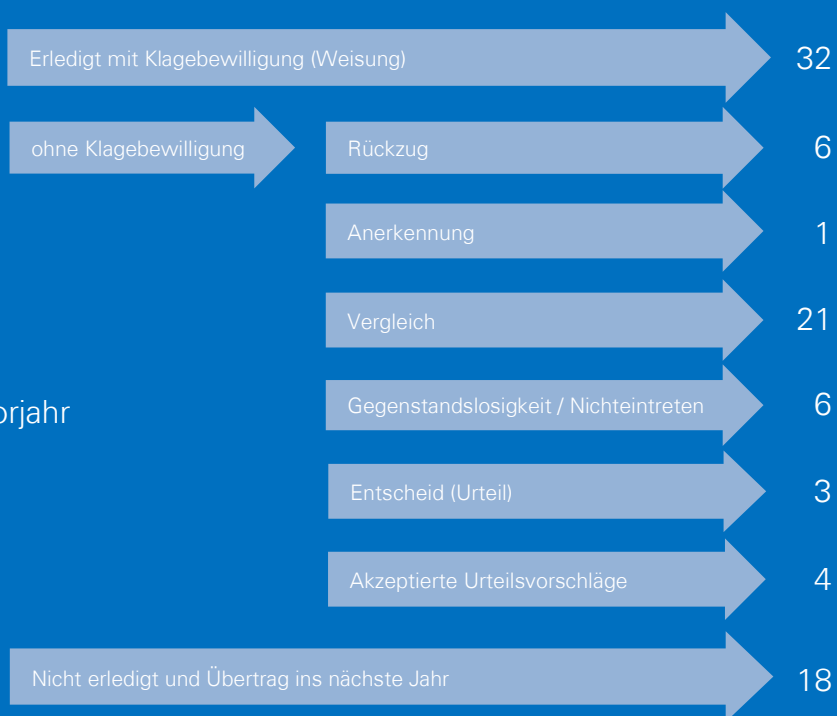 Erledigt mit Klagebewilligung (Weisung) 32
ohne Klagebewilligung Rückzug 6
Anerkennung 1
Vergleich 21
orjahr
Gegenstandslosigkeit / Nichteintreten 6
Entscheid (Urteil) 3
Akzeptierte Urteilsvorschläge 4
Nicht erledigt und Übertrag ins nächste Jahr 18